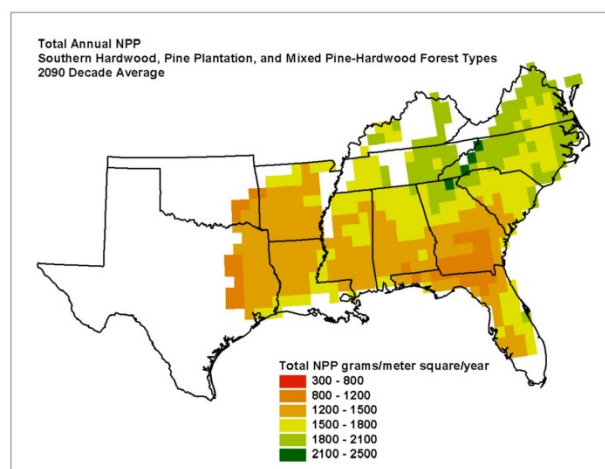 Total Annual NPP
Southern Hardwood, Pine Plantation, and Mixed Pine-Hardwood Forest Types
2090 Decade Average
Total NPP grams/meter square/year
300 - 800
800 - 1200
1200 - 1500
1500 - 1800
1800 - 2100
2100 - 2500